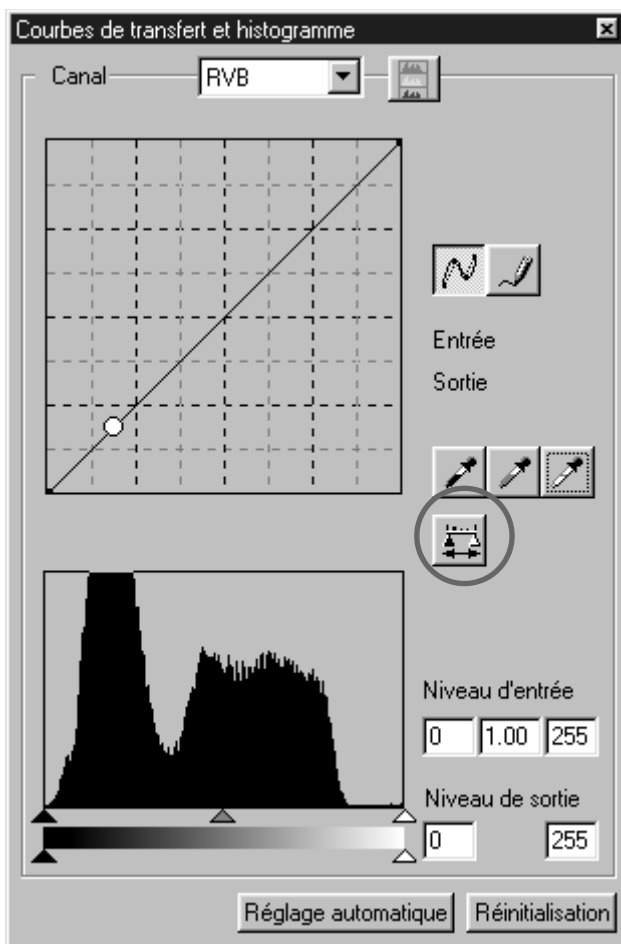 Courbes de transfert et histogramme
Canal
RVB
Entrée
Sortie
Niveau d'entrée
0 1.00 255
Niveau de sortie
0 255
Réglage automatique Réinitialisation